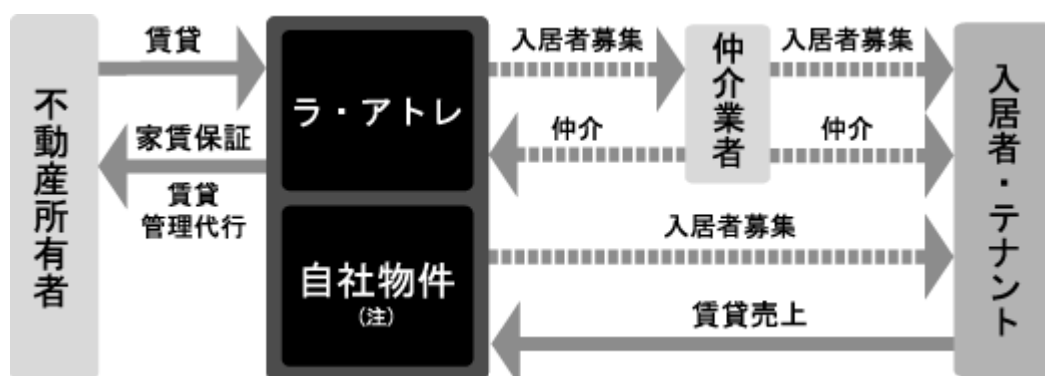 不動産所有者
賃貸
家賃保証
賃貸
管理代行
ラ・アトレ
自社物件
(注)
入居者募集
仲介
仲介業者
入居者募集
仲介
入居者募集
賃貸売上
入居者・テナント